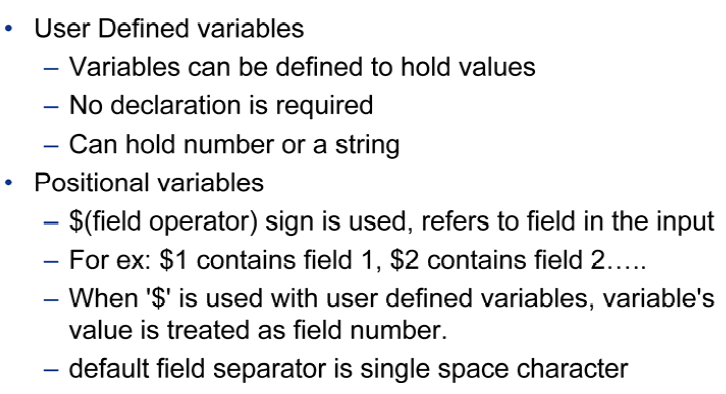 • User Defined variables
– Variables can be defined to hold values
– No declaration is required
– Can hold number or a string
• Positional variables
– $(field operator) sign is used, refers to field in the input
– For ex: $1 contains field 1, $2 contains field 2…..
– When '$' is used with user defined variables, variable's
value is treated as field number.
– default field separator is single space character